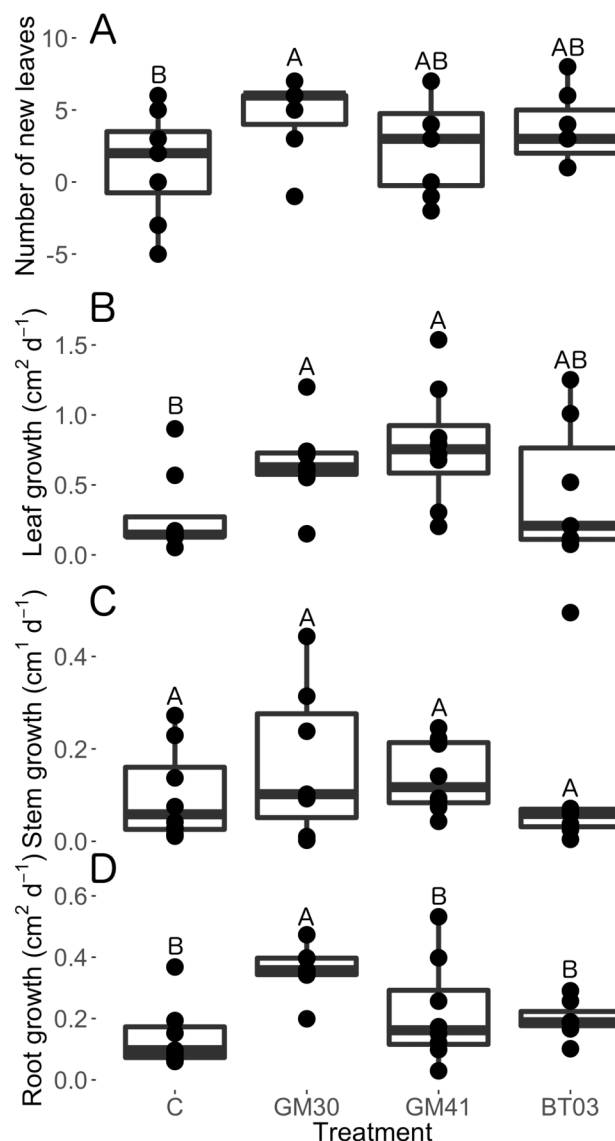 A
Number of new leaves
10
5
0
-5
B
A
AB
AB
B
Leaf growth (cm² d⁻¹)
1.5
1.0
0.5
0.0
B
A
A
AB
C
Stem growth (cm¹ d⁻¹)
0.4
0.2
0.0
A
A
A
A
D
Root growth (cm² d⁻¹)
0.6
0.4
0.2
0.0
B
A
B
B
C GM30 GM41 BT03
Treatment